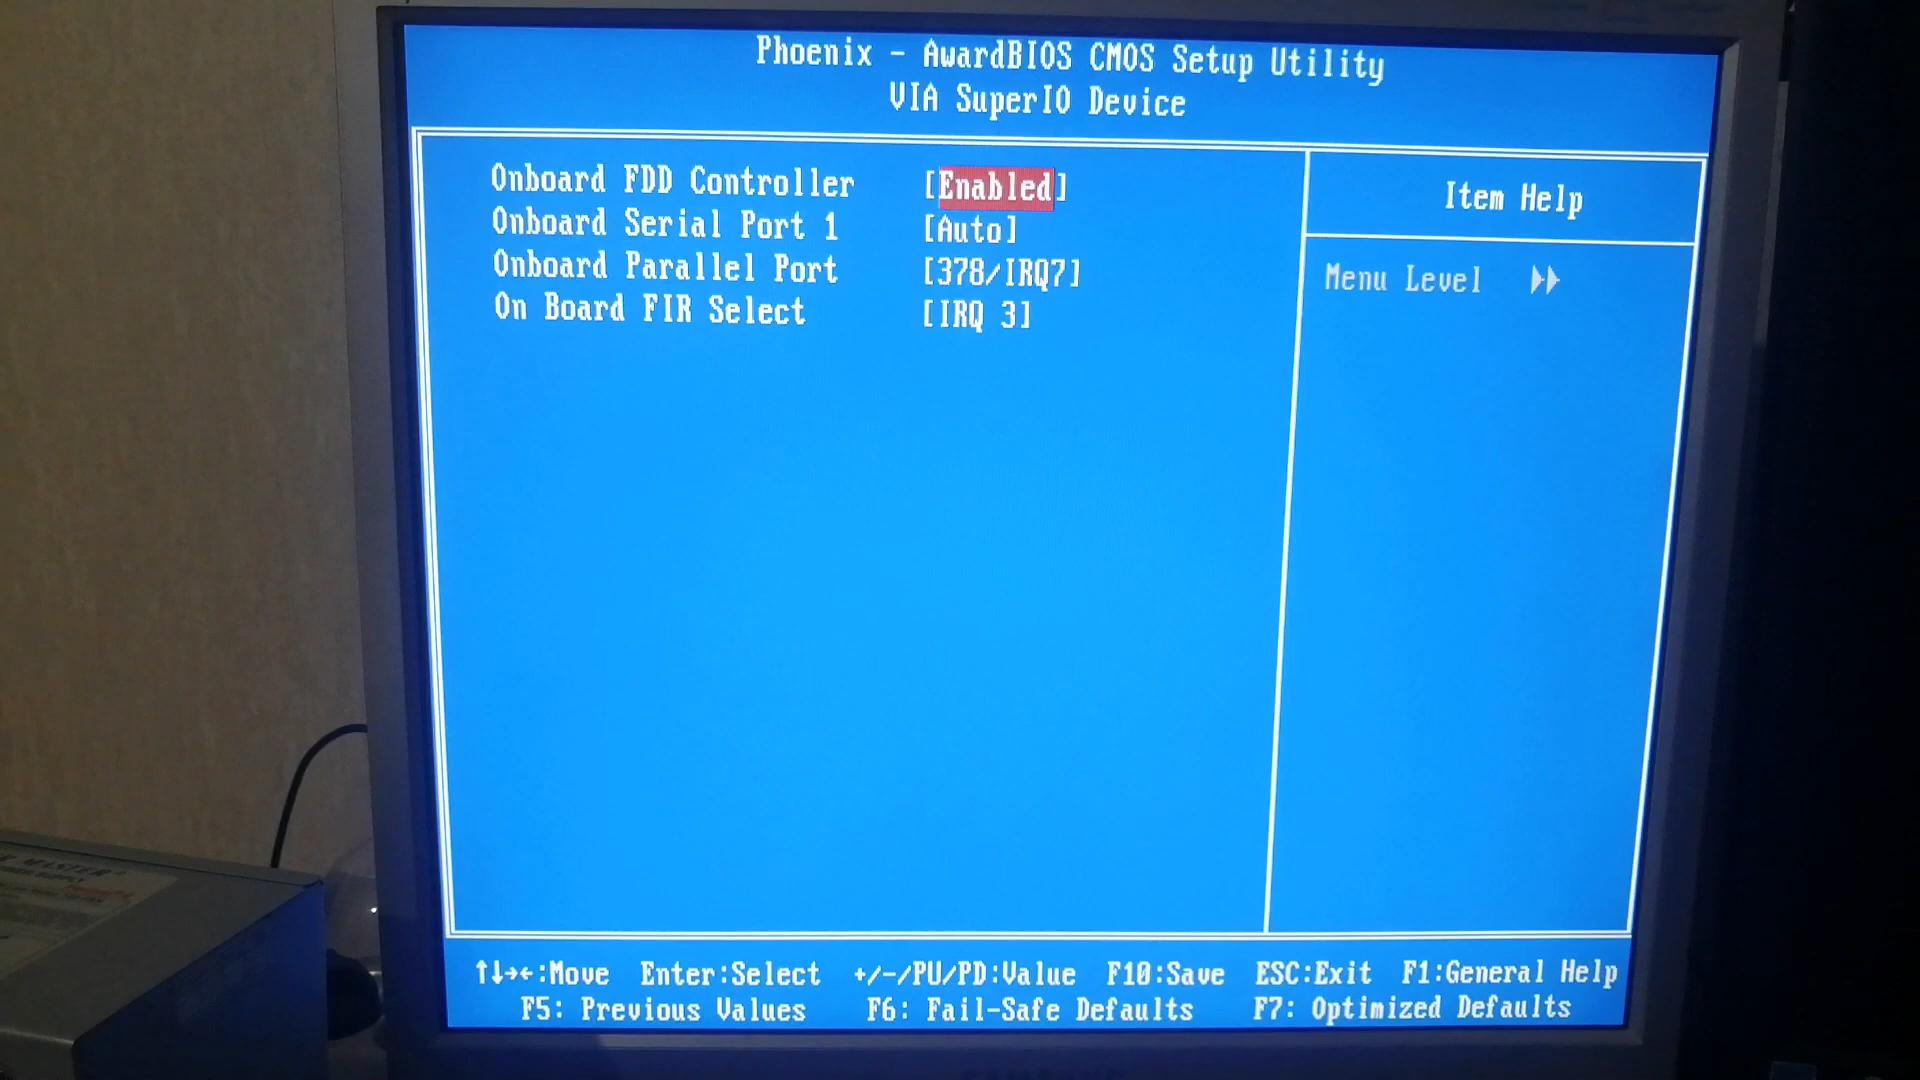 Phoenix - AwardBIOS CMOS Setup Utility
VIA SuperIO Device
Onboard FDD Controller [Enabled]
Onboard Serial Port 1 [Auto]
Onboard Parallel Port [378/IRQ7]
On Board FIR Select [IRQ 3]
Item Help
Menu Level ▶▶
↑↓→←:Move Enter:Select +/-/PU/PD:Value F10:Save ESC:Exit F1:General Help
F5: Previous Values F6: Fail-Safe Defaults F7: Optimized Defaults
MASTER